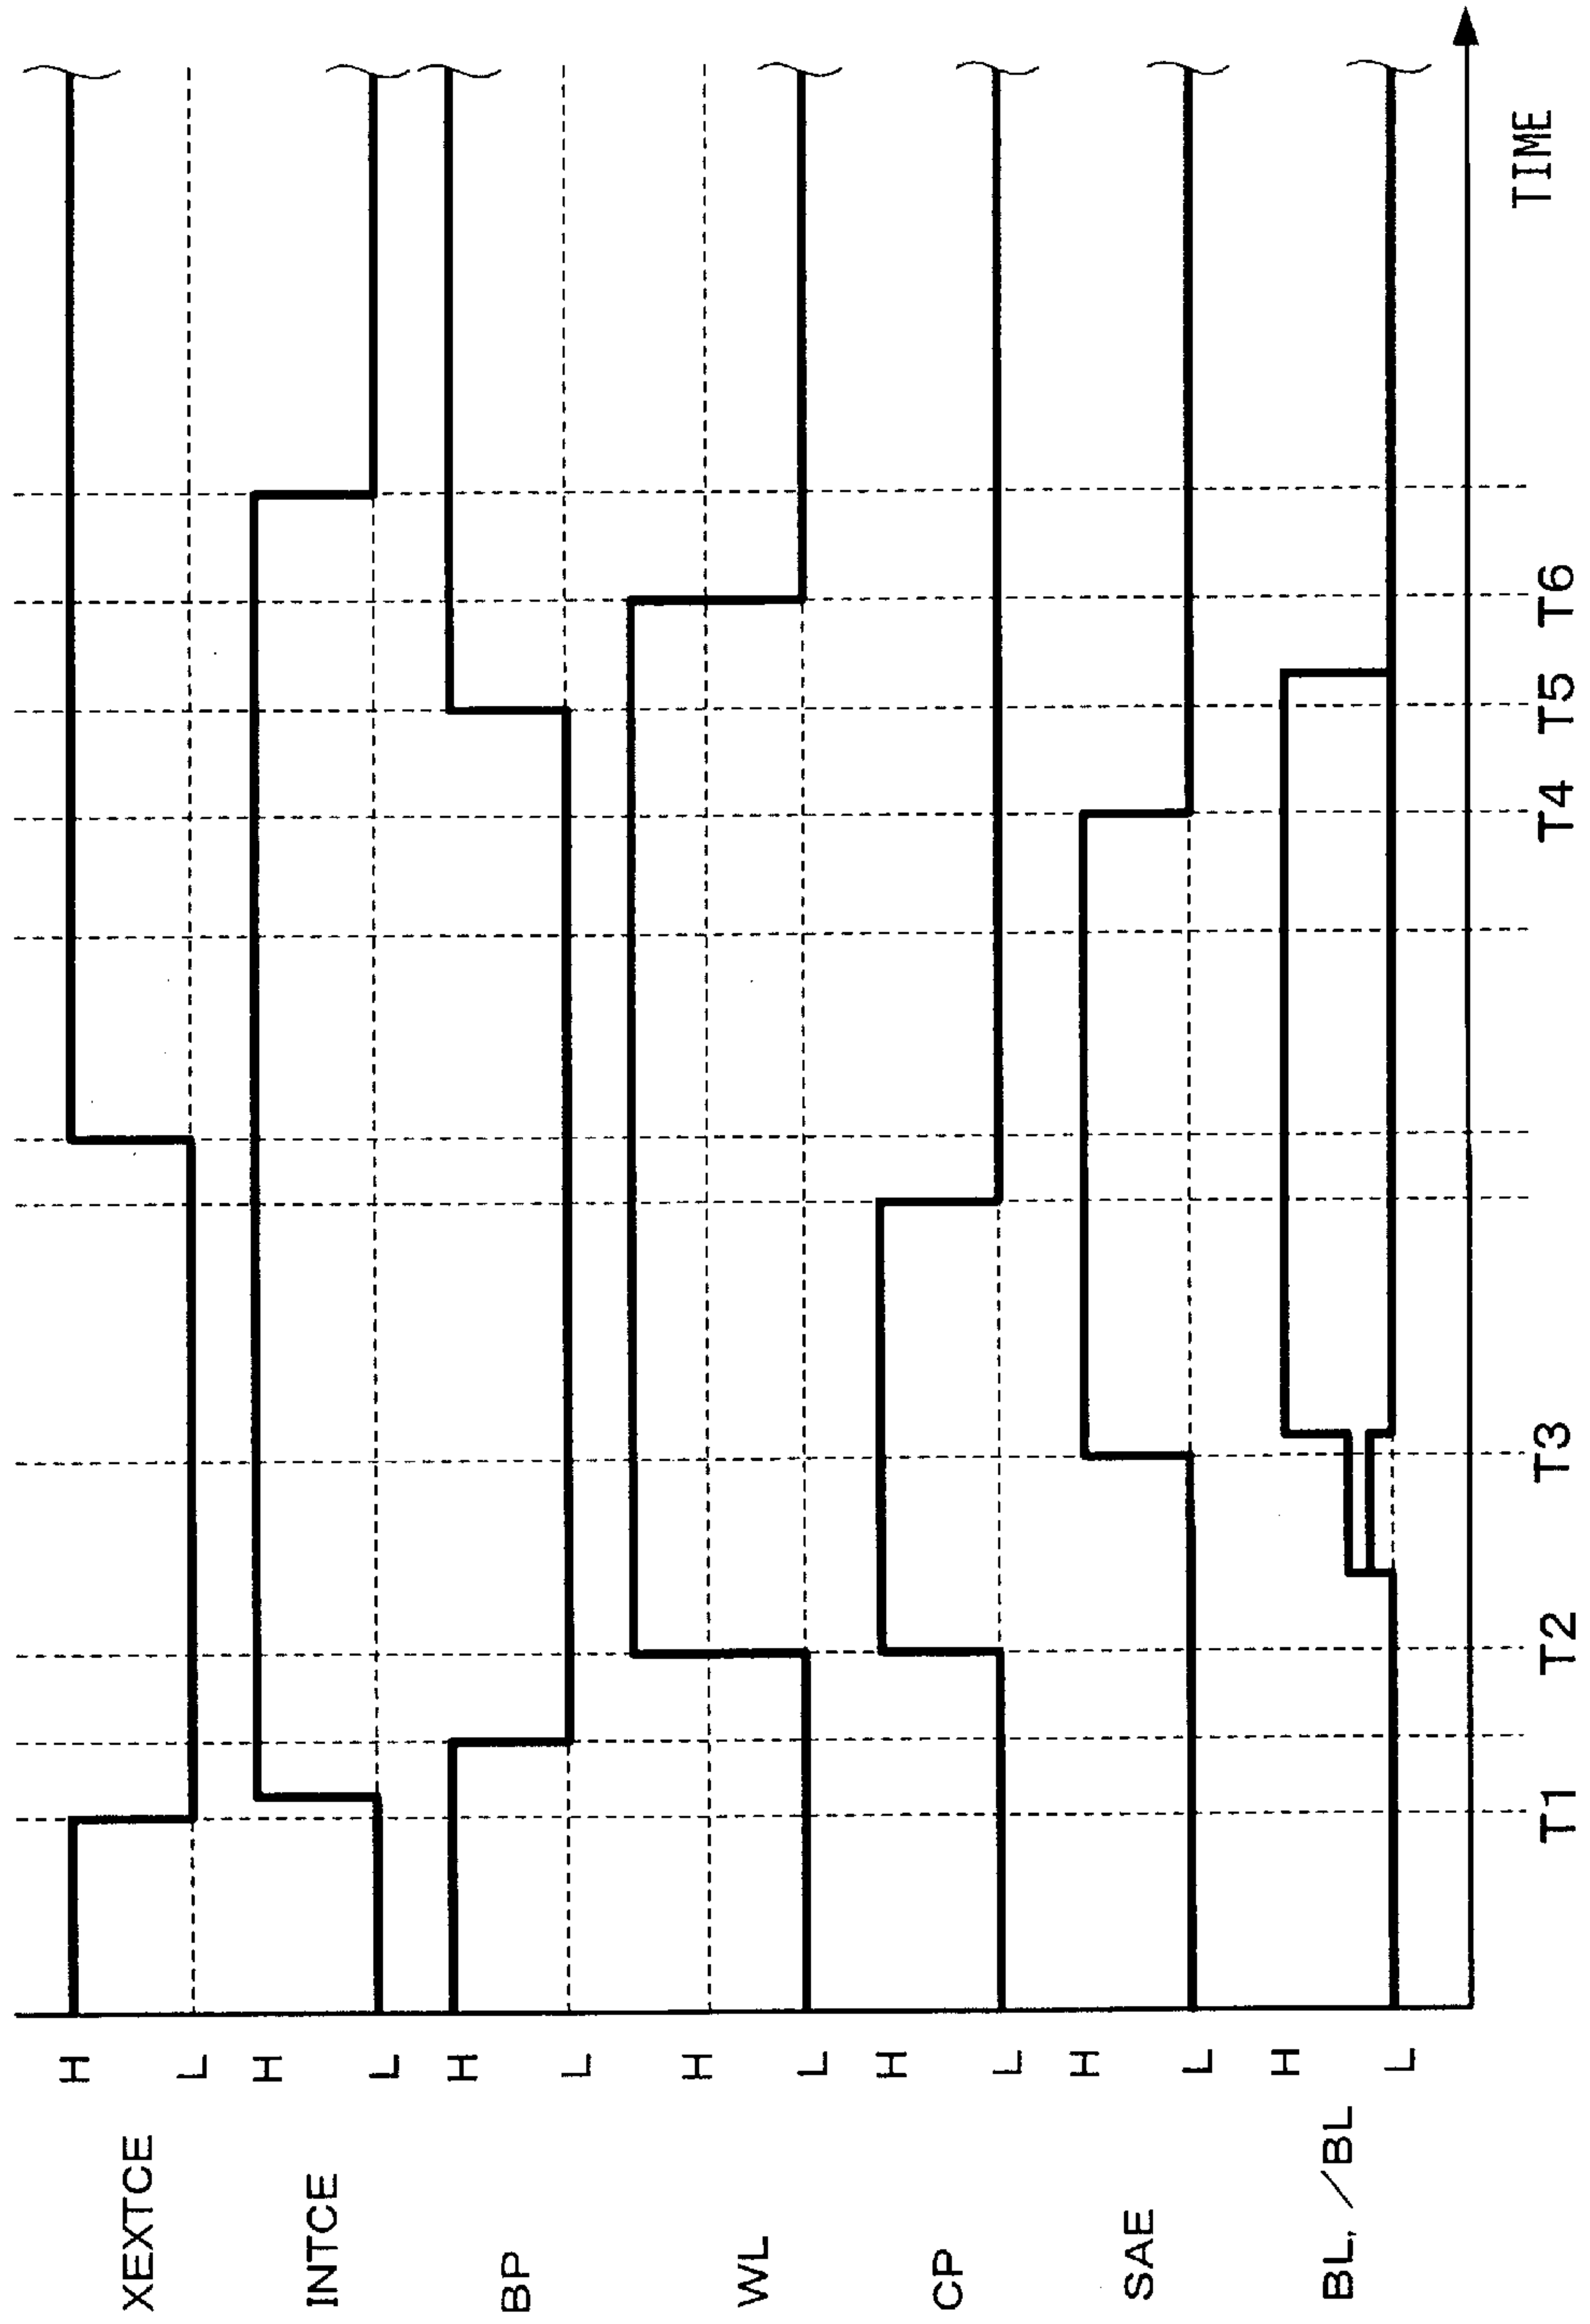 XEXTCE H
L
INTCE H
L
BP H
L
WL H
L
CP H
L
SAE H
L
BL, /BL H
L
T1 T2 T3 T4 T5 T6
TIME